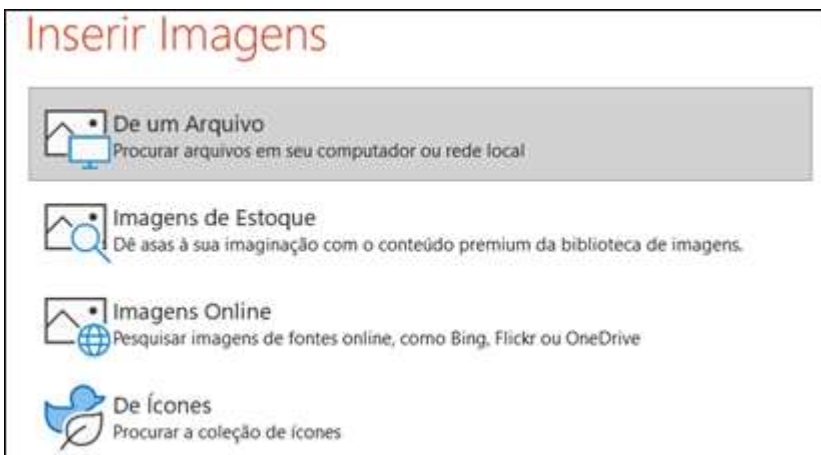 Inserir Imagens
De um Arquivo
Procurar arquivos em seu computador ou rede local
Imagens de Estoque
Dê asas à sua imaginação com o conteúdo premium da biblioteca de imagens.
Imagens Online
Pesquisar imagens de fontes online, como Bing, Flickr ou OneDrive
De Ícones
Procurar a coleção de ícones